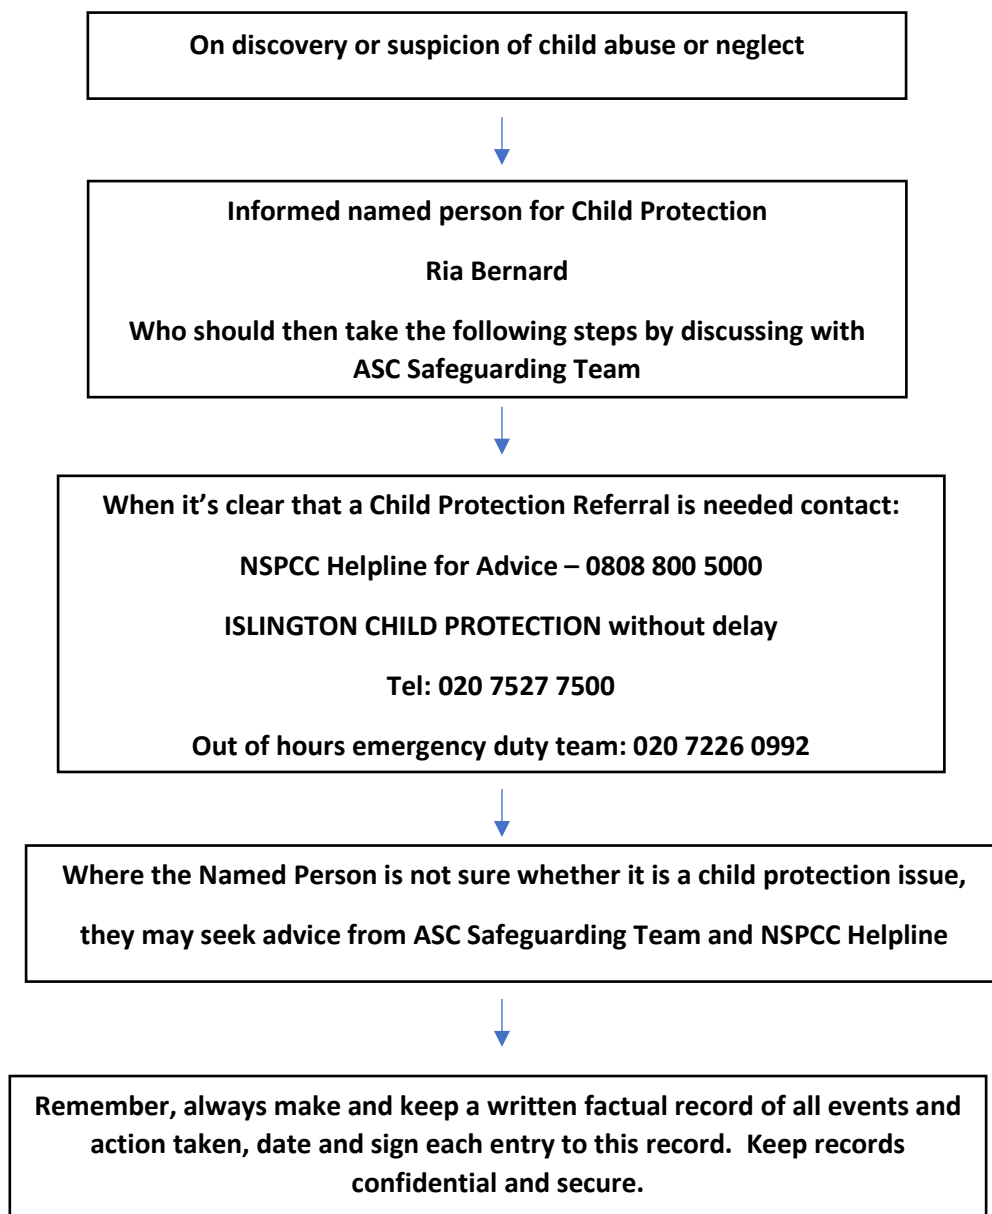 On discovery or suspicion of child abuse or neglect
Informed named person for Child Protection
Ria Bernard
Who should then take the following steps by discussing with
ASC Safeguarding Team
When it’s clear that a Child Protection Referral is needed contact:
NSPCC Helpline for Advice – 0808 800 5000
ISLINGTON CHILD PROTECTION without delay
Tel: 020 7527 7500
Out of hours emergency duty team: 020 7226 0992
Where the Named Person is not sure whether it is a child protection issue,
they may seek advice from ASC Safeguarding Team and NSPCC Helpline
Remember, always make and keep a written factual record of all events and
action taken, date and sign each entry to this record.  Keep records
confidential and secure.